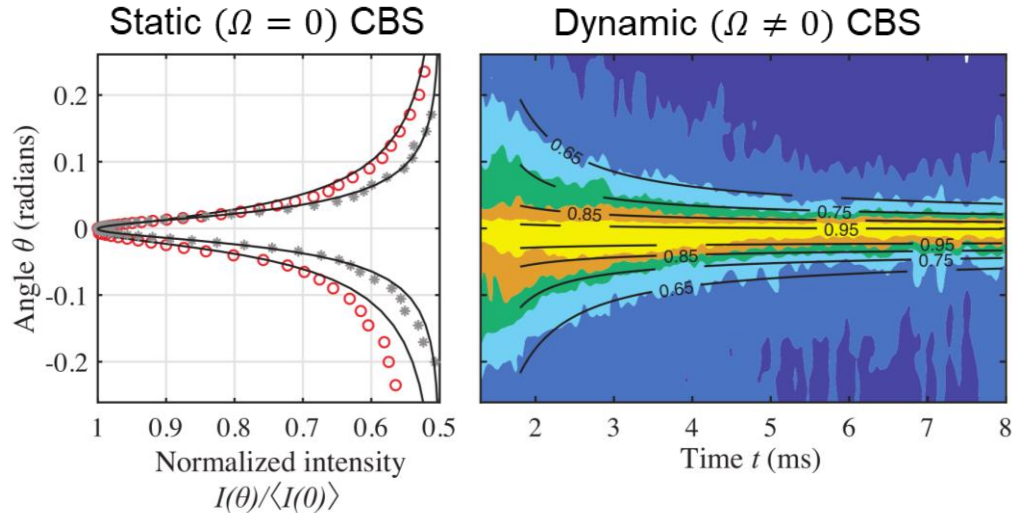 Static (Ω = 0) CBS
Dynamic (Ω ≠ 0) CBS
Angle θ (radians)
0.2
0.10
0
-0.1
-0.2
1 0.9 0.8 0.7 0.6 0.5
Normalized intensity
I(θ)/⟨I(0)⟩
0.65
0.75
0.85
0.95
0.95
0.85
0.75
0.65
2 3 4 5 6 7 8
Time t (ms)